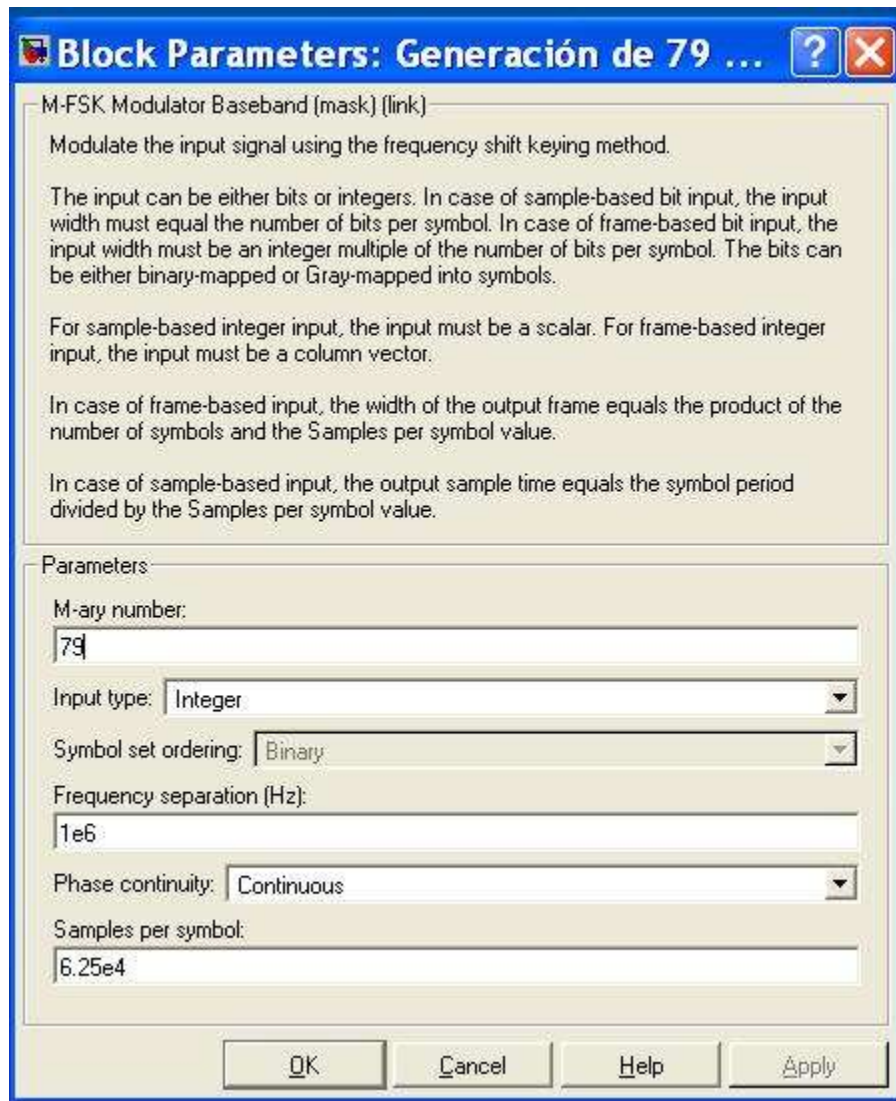 Block Parameters: Generación de 79 ...
M-FSK Modulator Baseband (mask) (link)
Modulate the input signal using the frequency shift keying method.
The input can be either bits or integers. In case of sample-based bit input, the input
width must equal the number of bits per symbol. In case of frame-based bit input, the
input width must be an integer multiple of the number of bits per symbol. The bits can
be either binary-mapped or Gray-mapped into symbols.
For sample-based integer input, the input must be a scalar. For frame-based integer
input, the input must be a column vector.
In case of frame-based input, the width of the output frame equals the product of the
number of symbols and the Samples per symbol value.
In case of sample-based input, the output sample time equals the symbol period
divided by the Samples per symbol value.
Parameters
M-ary number:
79
Input type: Integer
Symbol set ordering: Binary
Frequency separation (Hz):
1e6
Phase continuity: Continuous
Samples per symbol:
6.25e4
OK Cancel Help Apply